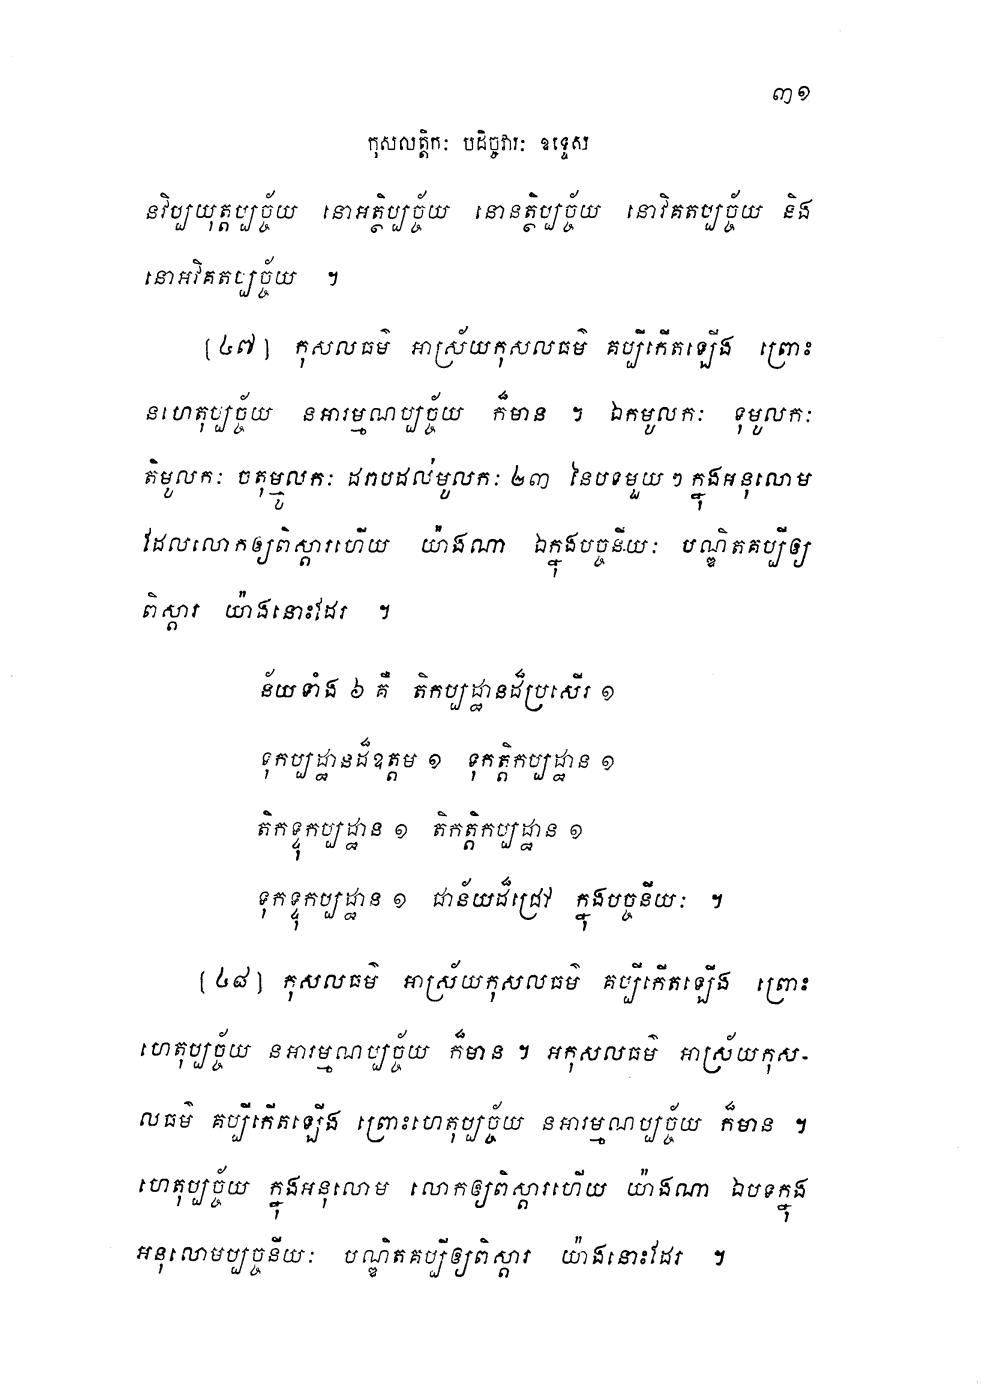 ៣១
កុសលត្តិកៈ បដិច្ចវារៈ ឧទ្ទេស
នវិប្បយុត្តប្បច្ច័យ នោអត្ថិប្បច្ច័យ នោនត្ថិប្បច្ច័យ នោវិគតប្បច្ច័យ និង
នោអវិគតប្បច្ច័យ ។
[៤៧] កុសលធម៌ អាស្រ័យកុសលធម៌ គប្បីកើតឡើង ព្រោះ
នហេតុប្បច្ច័យ នអារម្មណប្បច្ច័យ ក៏មាន ។ ឯកមូលកៈ ទុមូលកៈ
តិមូលកៈ ចតុម្មូលកៈ ដរាបដល់មូលកៈ ២៣ នៃបទមួយ ៗ ក្នុងអនុលោម
ដែលលោកឲ្យពិស្តារហើយ យ៉ាងណា ឯក្នុងបច្ចនីយៈ បណ្ឌិតគប្បីឲ្យ
ពិស្តារ យ៉ាងនោះដែរ ។
ន័យទាំង ៦ គឺ តិកប្បដ្ឋានដ៏ប្រសើរ ១
ទុកប្បដ្ឋានដ៏ឧត្តម ១ ទុកត្តិកប្បដ្ឋាន ១
តិកទ្ទុកប្បដ្ឋាន ១ តិកត្តិកប្បដ្ឋាន ១
ទុកទ្ទុកប្បដ្ឋាន ១ ជាន័យដ៏ជ្រៅ ក្នុងបច្ចនីយៈ ។
[៤៨] កុសលធម៌ អាស្រ័យកុសលធម៌ គប្បីកើតឡើង ព្រោះ
ហេតុប្បច្ច័យ នអារម្មណប្បច្ច័យ ក៏មាន ។ អកុសលធម៌ អាស្រ័យកុស-
លធម៌ គប្បីកើតឡើង ព្រោះហេតុប្បច្ច័យ នអារម្មណប្បច្ច័យ ក៏មាន ។
ហេតុប្បច្ច័យ ក្នុងអនុលោម លោកឲ្យពិស្តារហើយ យ៉ាងណា ឯបទក្នុង
អនុលោមប្បច្ចនីយៈ បណ្ឌិតគប្បីឲ្យពិស្តារ យ៉ាងនោះដែរ ។